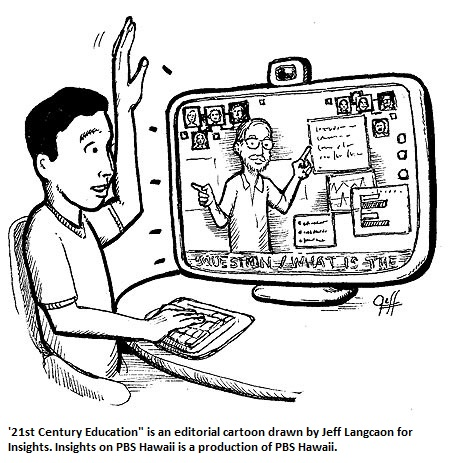 QUESTION / WHAT IS THE
Jeff
'21st Century Education" is an editorial cartoon drawn by Jeff Langcaon for
Insights. Insights on PBS Hawaii is a production of PBS Hawaii.